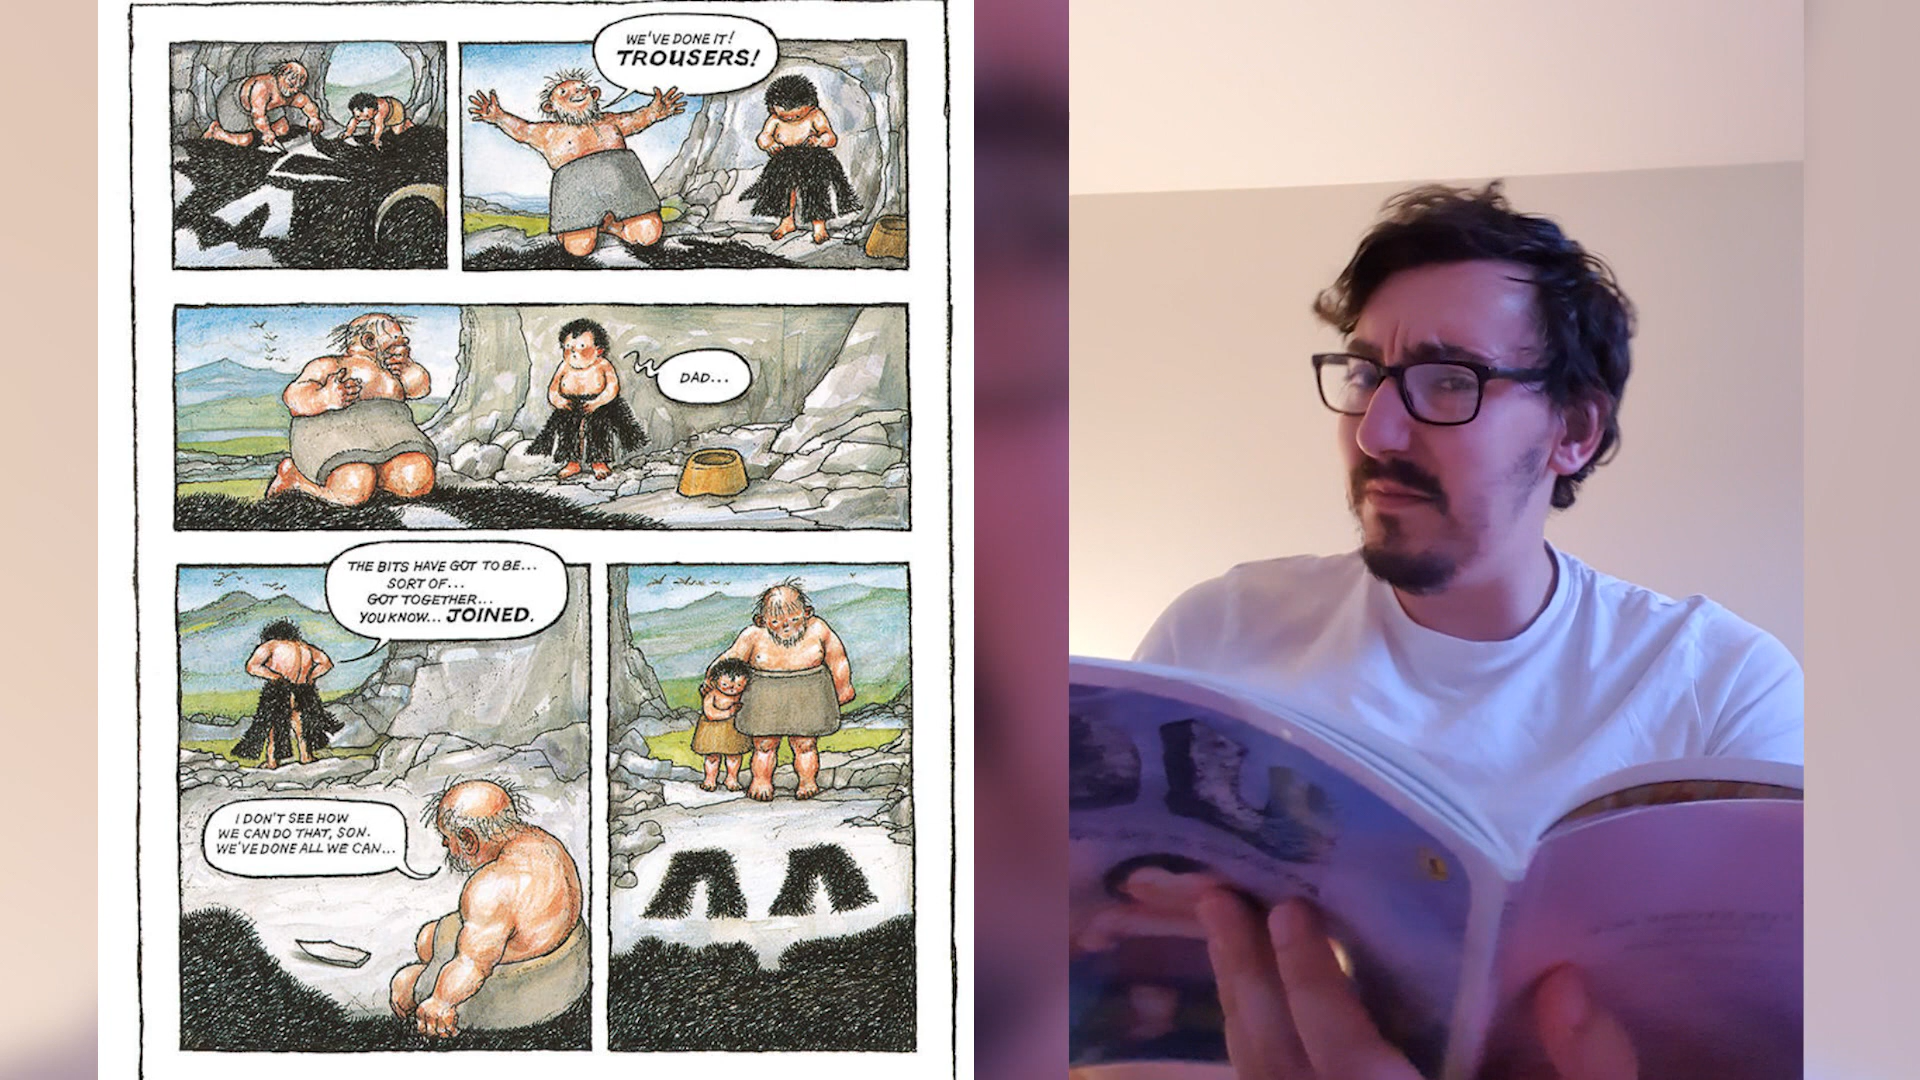 WE'VE DONE IT!
TROUSERS!
DAD...
THE BITS HAVE GOT TO BE...
SORT OF...
GOT TOGETHER...
YOU KNOW... JOINED.
I DON'T SEE HOW
WE CAN DO THAT, SON.
WE'VE DONE ALL WE CAN...